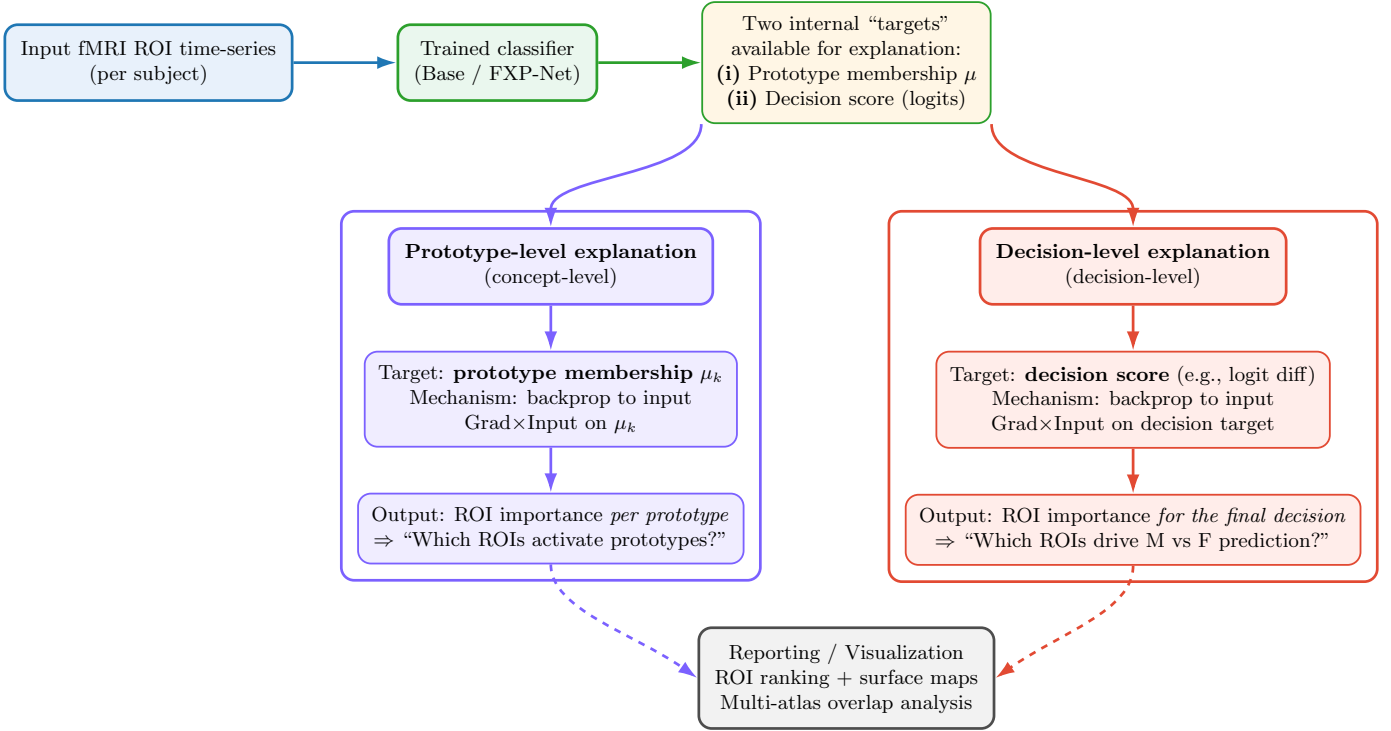 Input fMRI ROI time-series
(per subject)
Trained classifier
(Base / FXP-Net)
Two internal “targets”
available for explanation:
(i) Prototype membership μ
(ii) Decision score (logits)
Prototype-level explanation
(concept-level)
Target: prototype membership μₖ
Mechanism: backprop to input
Grad×Input on μₖ
Output: ROI importance per prototype
⇒ “Which ROIs activate prototypes?”
Decision-level explanation
(decision-level)
Target: decision score (e.g., logit diff)
Mechanism: backprop to input
Grad×Input on decision target
Output: ROI importance for the final decision
⇒ “Which ROIs drive M vs F prediction?”
Reporting / Visualization
ROI ranking + surface maps
Multi-atlas overlap analysis